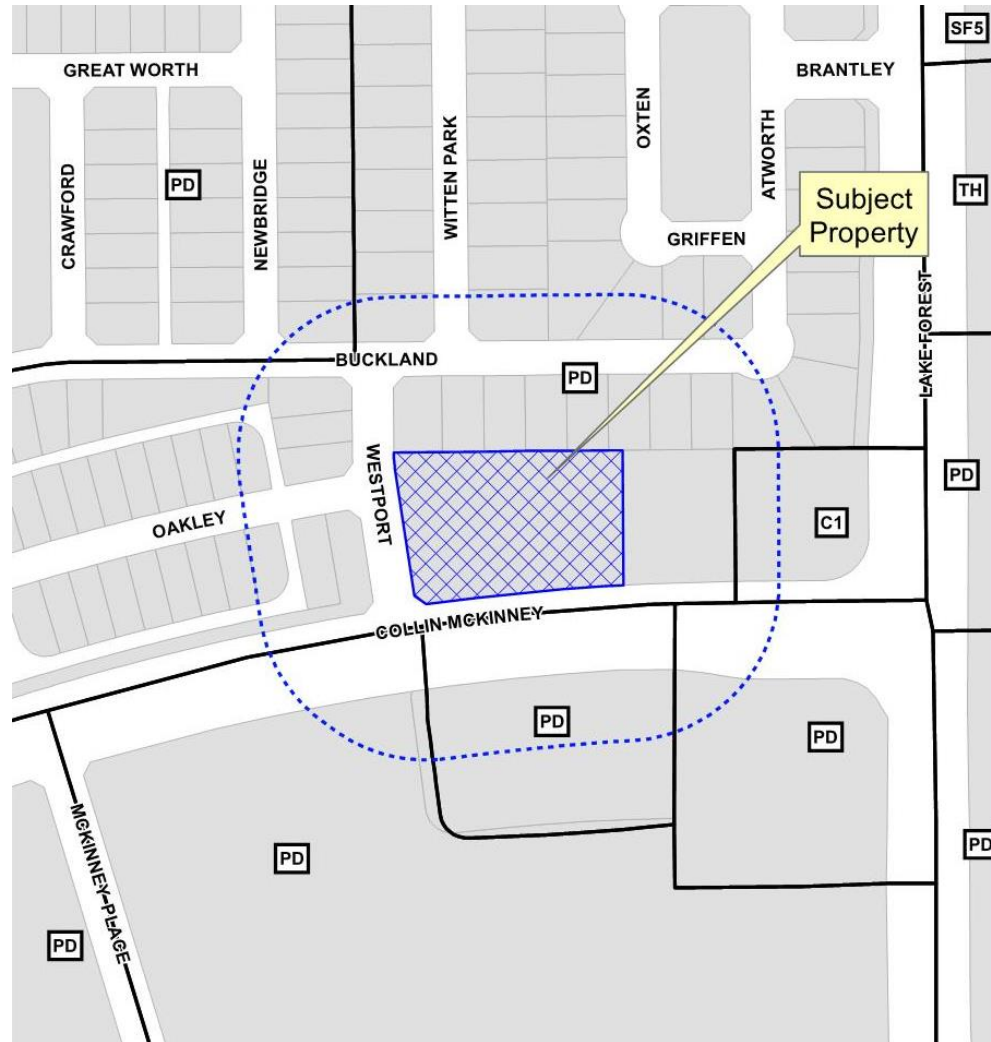 SF5
GREAT WORTH
BRANTLEY
OXTEN
ATWORTH
WITTEN PARK
NEWBRIDGE
CRAWFORD
PD
TH
Subject
Property
GRIFFEN
LAKE FOREST
BUCKLAND
PD
WESTPORT
PD
OAKLEY
C1
COLLIN MCKINNEY
PD
PD
MCKINNEY PLACE
PD
PD
PD